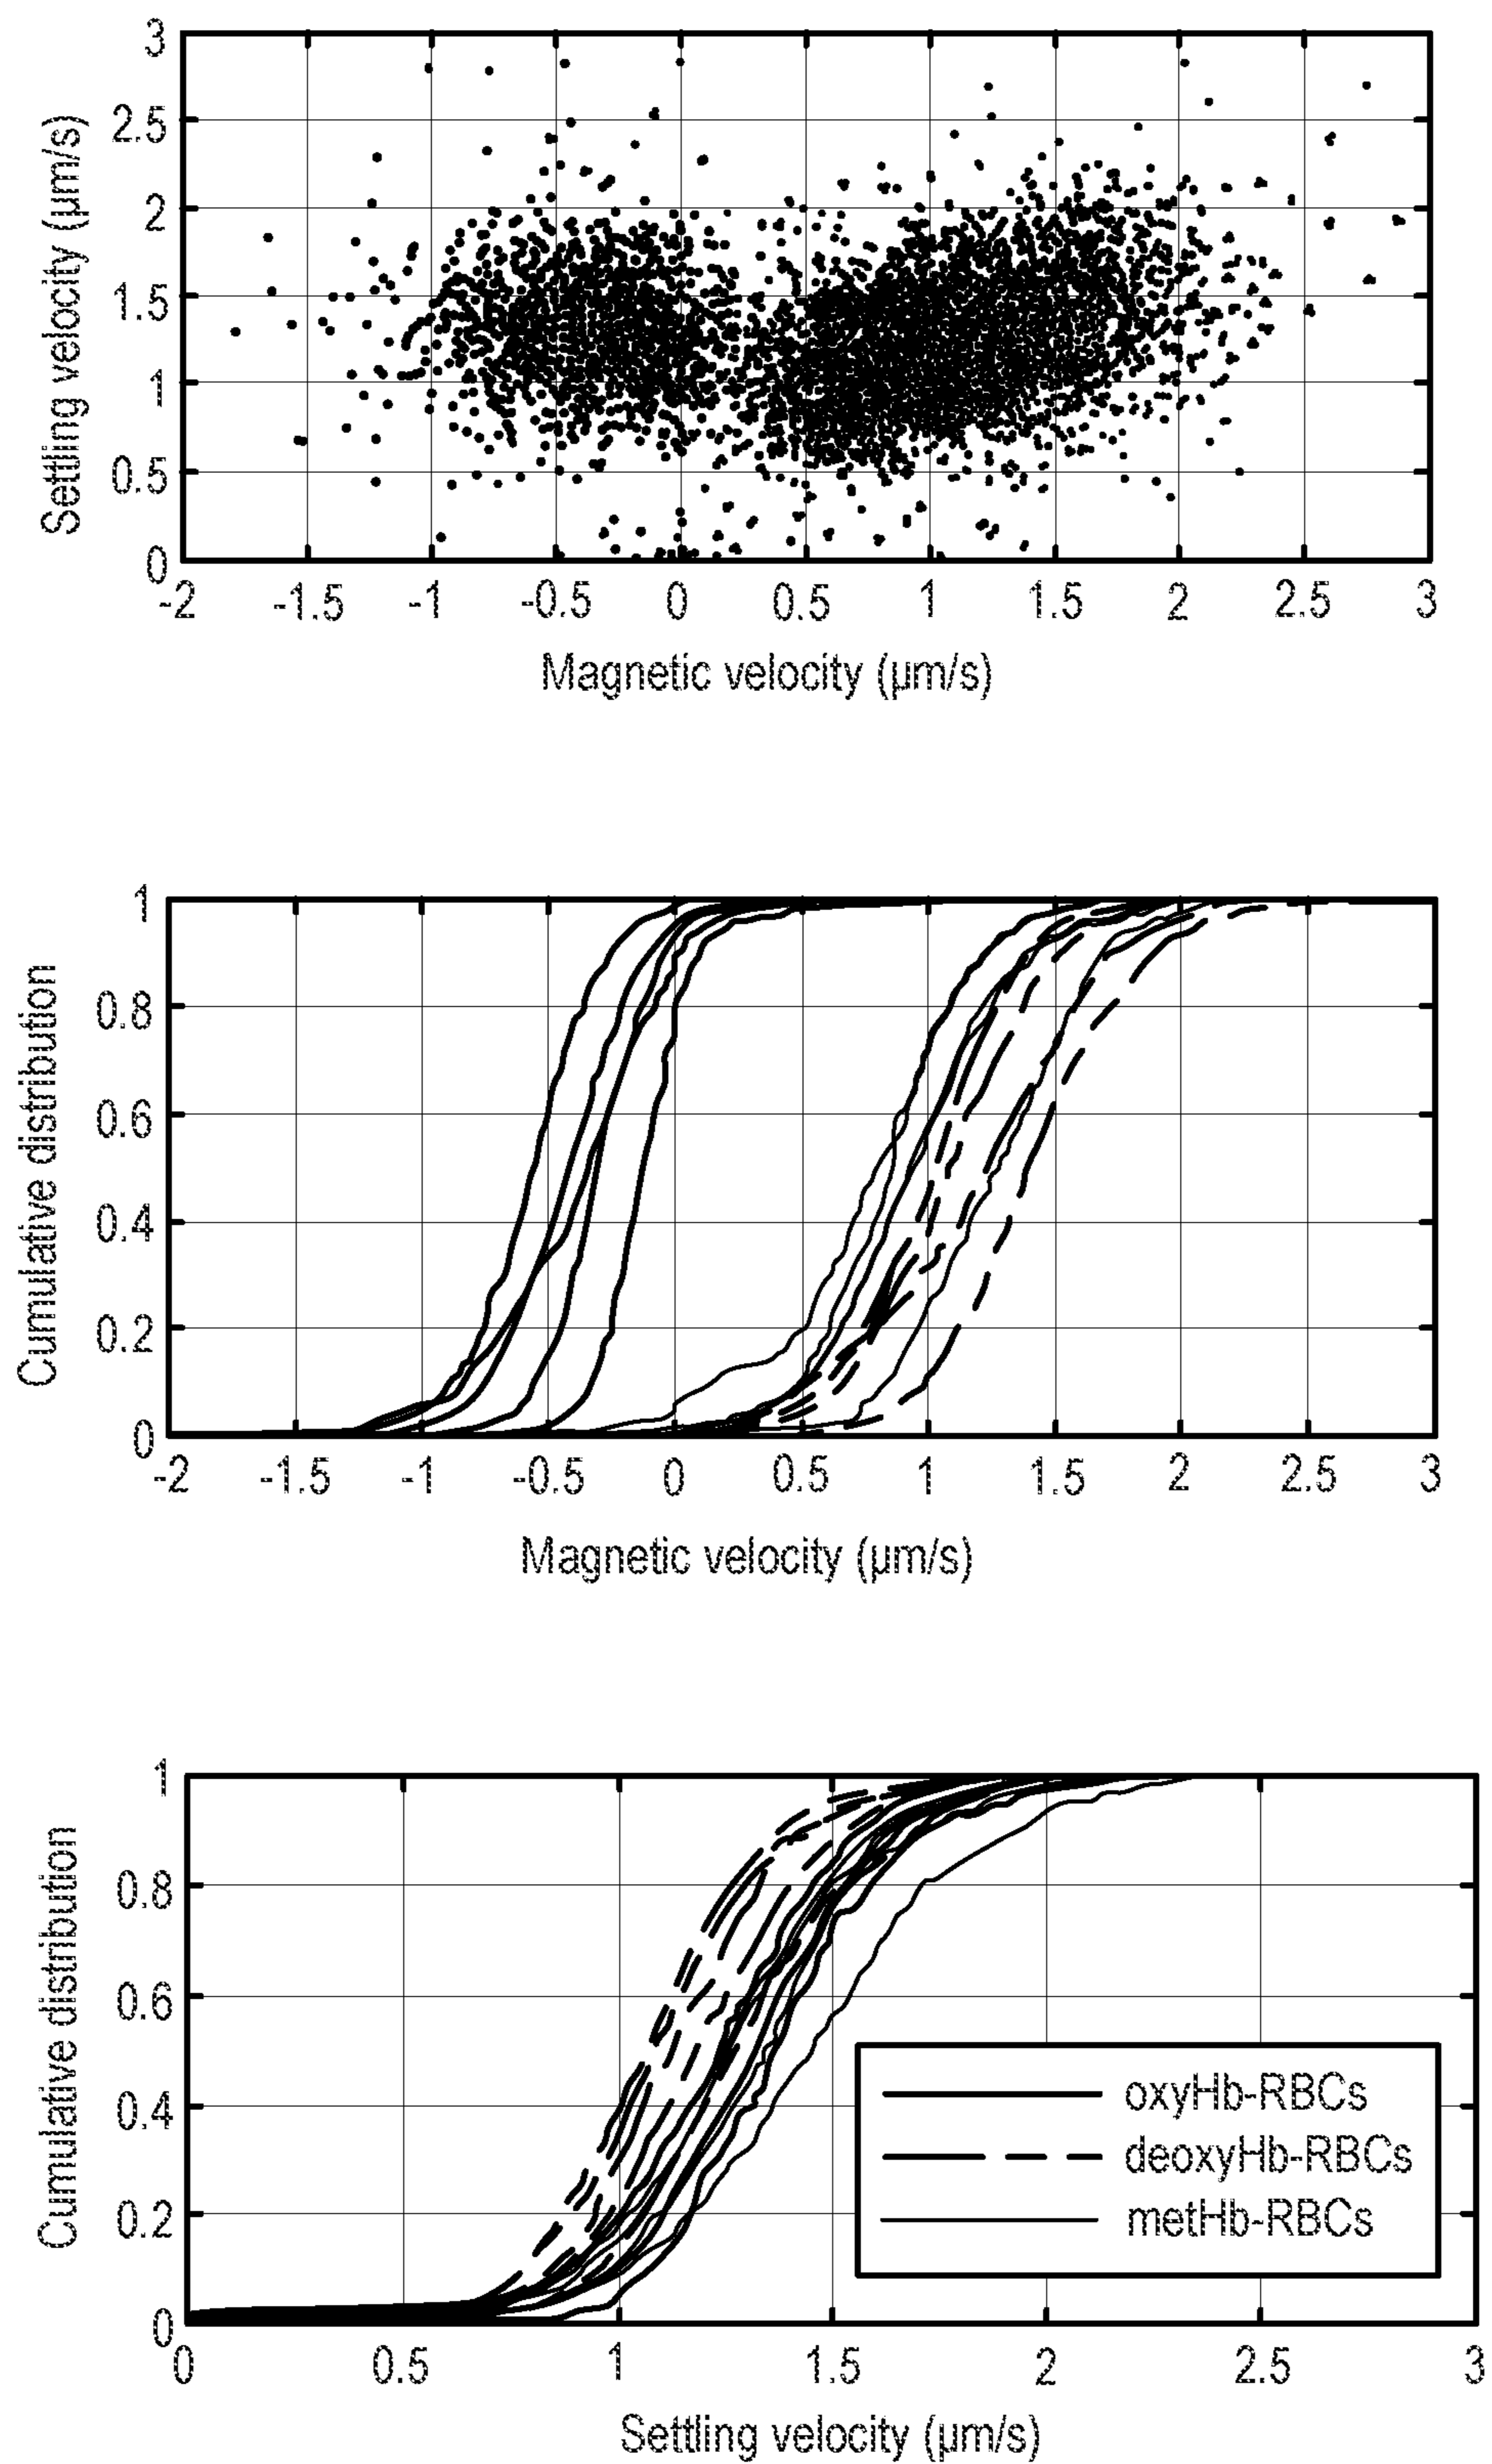 3
2.5
2
1.5
1
0.5
0
Settling velocity (µm/s)
-2 -1.5 -1 -0.5 0 0.5 1 1.5 2 2.5 3
Magnetic velocity (µm/s)
1
0.8
0.6
0.4
0.2
0
Cumulative distribution
-2 -1.5 -1 -0.5 0 0.5 1 1.5 2 2.5 3
Magnetic velocity (µm/s)
1
0.8
0.6
0.4
0.2
0
Cumulative distribution
oxyHb-RBCs
deoxyHb-RBCs
metHb-RBCs
0 0.5 1 1.5 2 2.5 3
Settling velocity (µm/s)